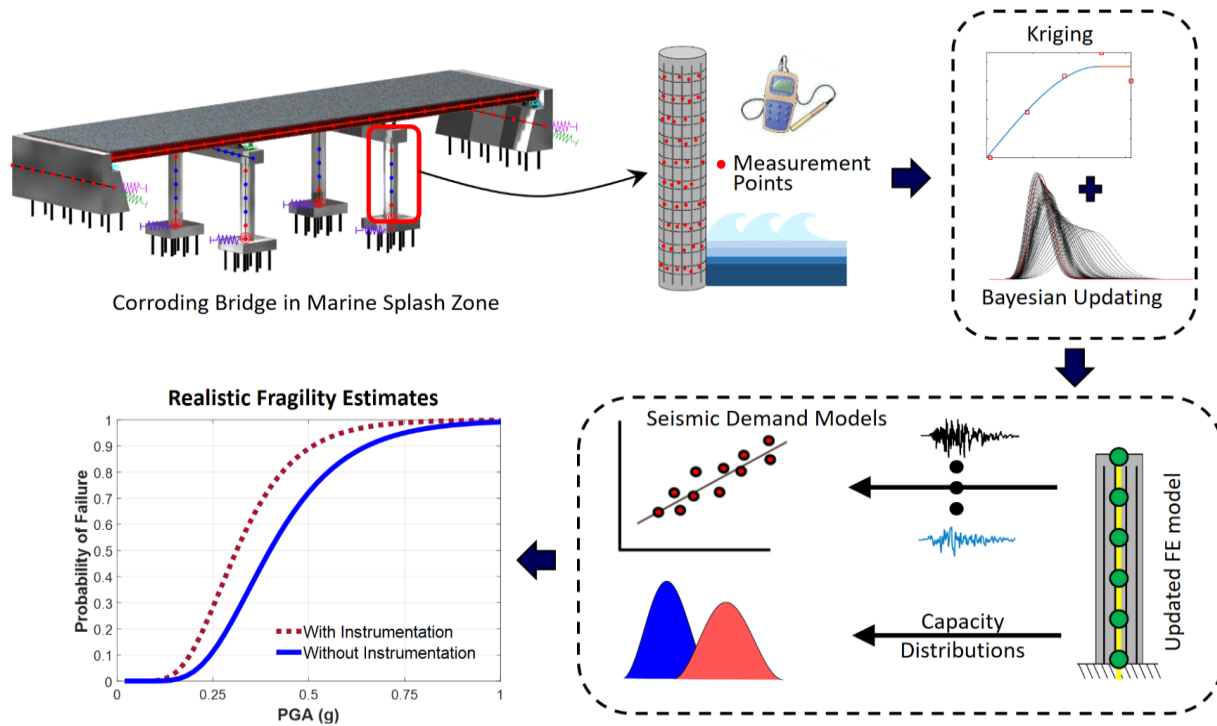 Corroding Bridge in Marine Splash Zone
Measurement
Points
Kriging
Bayesian Updating
Seismic Demand Models
Capacity
Distributions
Updated FE model
Realistic Fragility Estimates
Probability of Failure
1
0.9
0.8
0.7
0.6
0.5
0.4
0.3
0.2
0.1
0
With Instrumentation
Without Instrumentation
0.25
0.5
0.75
1
PGA (g)